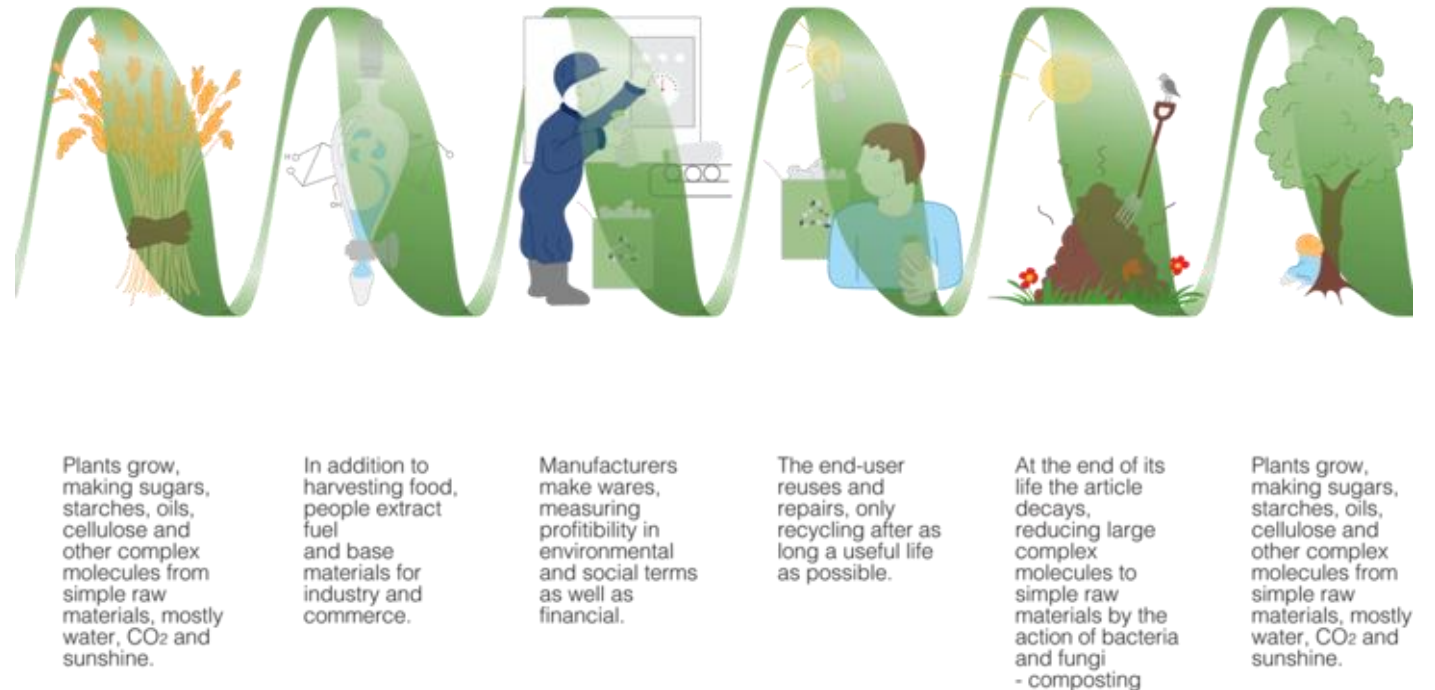 Plants grow,
making sugars,
starches, oils,
cellulose and
other complex
molecules from
simple raw
materials, mostly
water, CO2 and
sunshine.
In addition to
harvesting food,
people extract
fuel
and base
materials for
industry and
commerce.
Manufacturers
make wares,
measuring
profitibility in
environmental
and social terms
as well as
financial.
The end-user
reuses and
repairs, only
recycling after as
long a useful life
as possible.
At the end of its
life the article
decays,
reducing large
complex
molecules to
simple raw
materials by the
action of bacteria
and fungi
- composting
Plants grow,
making sugars,
starches, oils,
cellulose and
other complex
molecules from
simple raw
materials, mostly
water, CO2 and
sunshine.